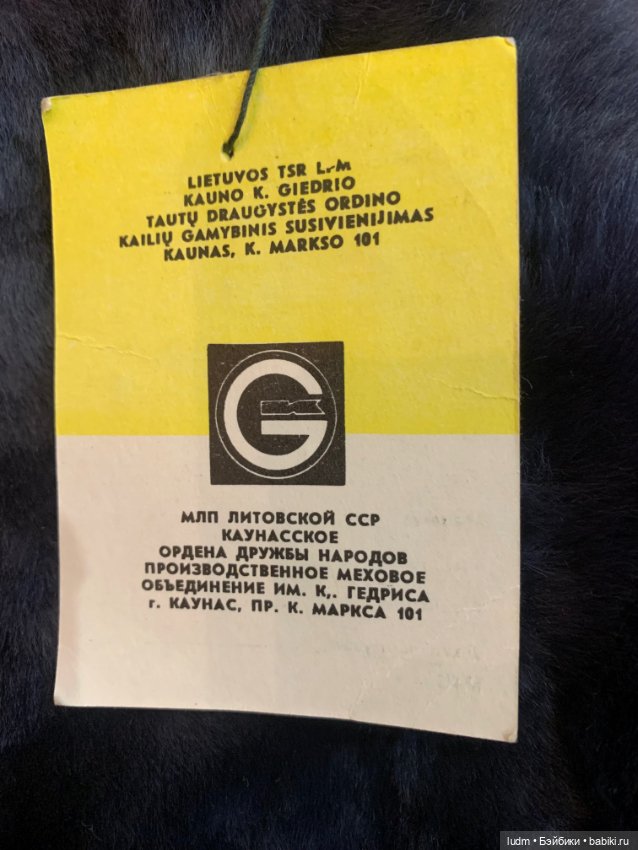 LIETUVOS TSR LPM
KAUNO K. GIEDRIO
TAUTŲ DRAUGYSTĖS ORDINO
KAILIŲ GAMYBINIS SUSIVIENIJIMAS
KAUNAS, K. MARKSO 101
G
МЛП ЛИТОВСКОЙ ССР
КАУНАССКОЕ
ОРДЕНА ДРУЖБЫ НАРОДОВ
ПРОИЗВОДСТВЕННОЕ МЕХОВОЕ
ОБЪЕДИНЕНИЕ ИМ. К,. ГЕДРИСА
г. КАУНАС, ПР. К. МАРКСА 101
ludm • Бэйбики • babiki.ru